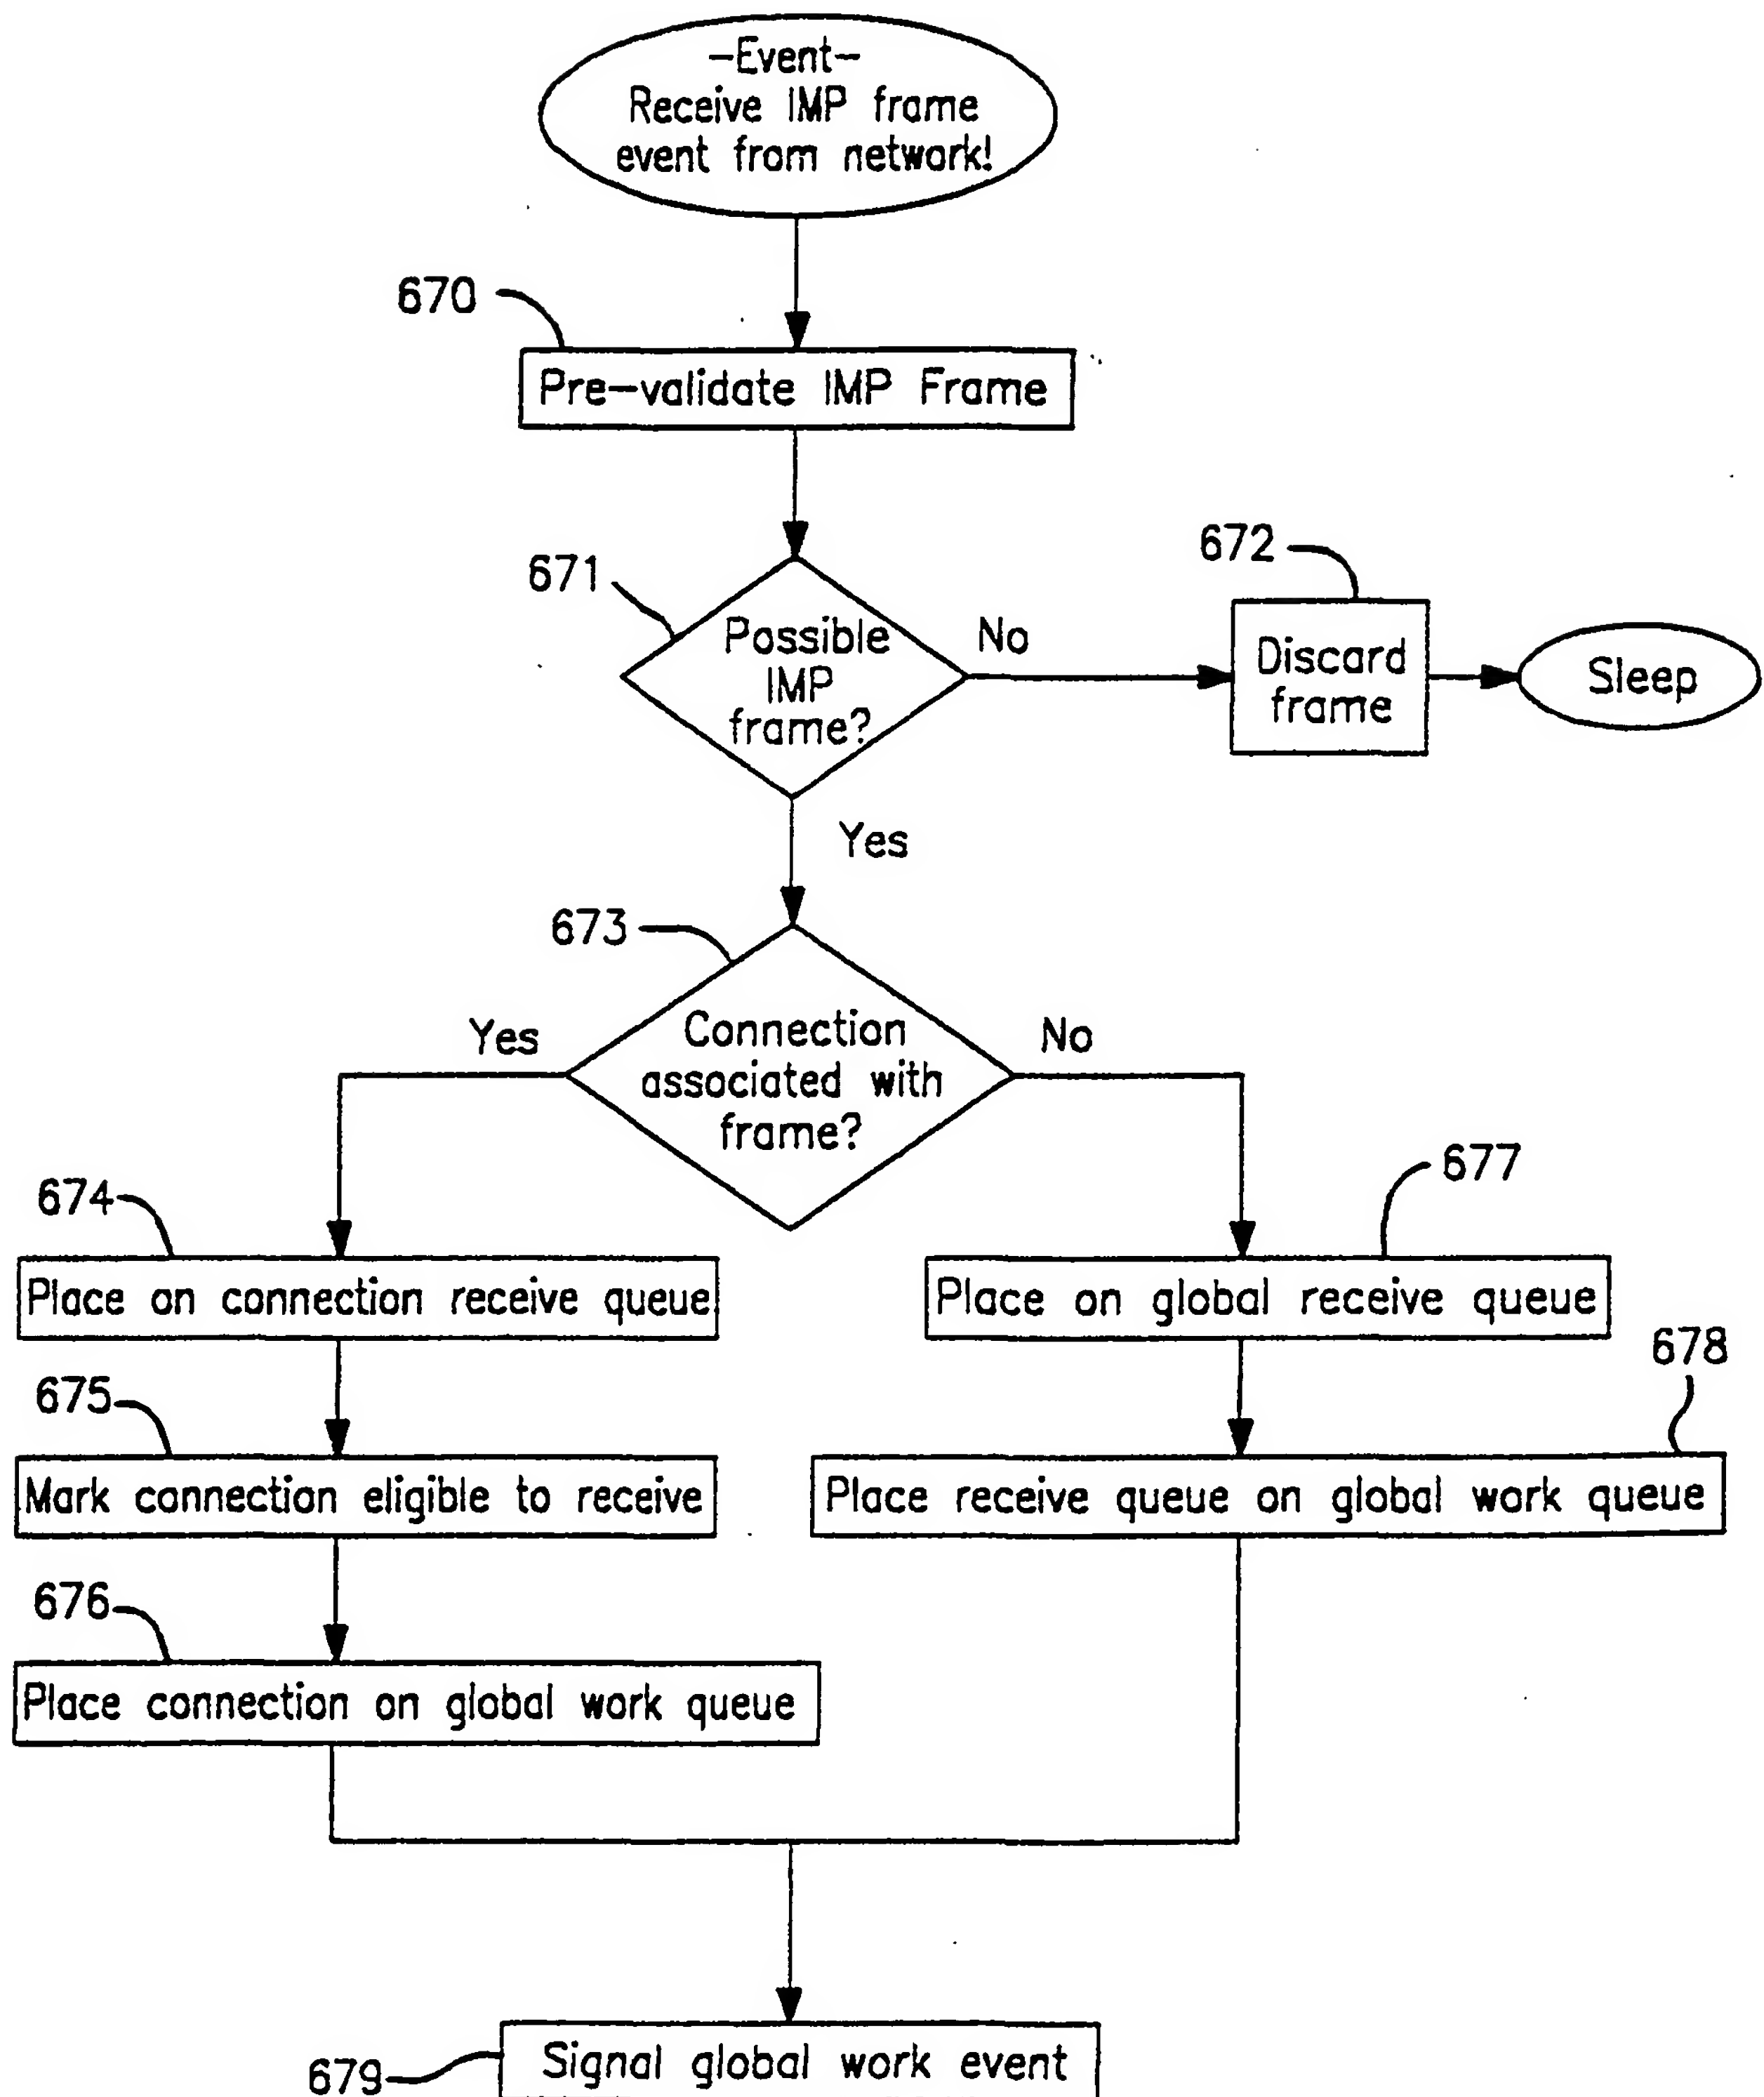 -Event-
Receive IMP frame
event from network!
670
Pre-validate IMP Frame
671
Possible
IMP
frame?
No
672
Discard
frame
Sleep
Yes
673
Connection
associated with
frame?
Yes
No
674
Place on connection receive queue
677
Place on global receive queue
675
Mark connection eligible to receive
678
Place receive queue on global work queue
676
Place connection on global work queue
679
Signal global work event